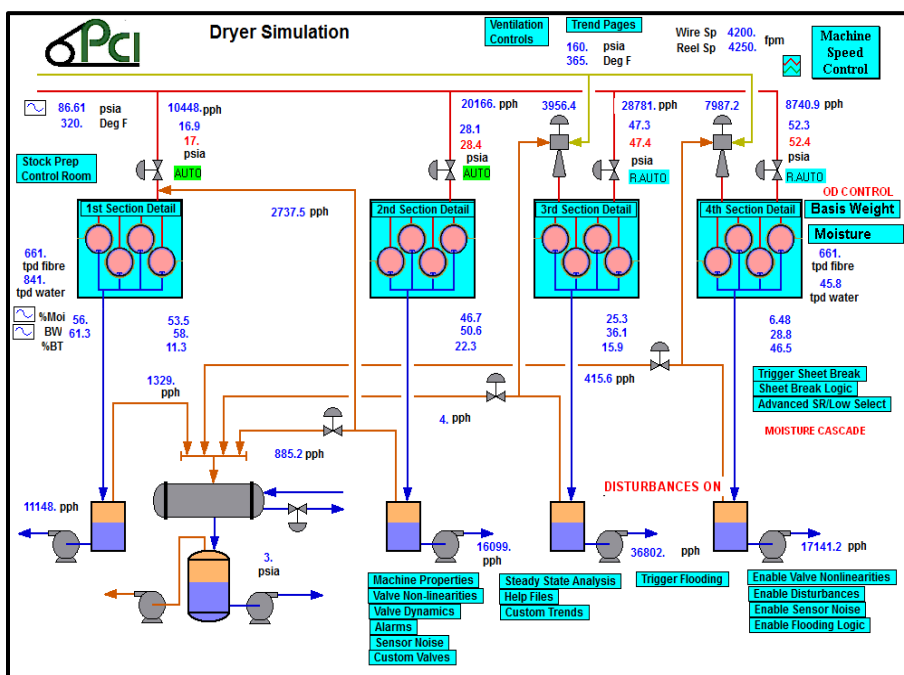 PCI
Dryer Simulation
Ventilation
Controls
Trend Pages
160. psia
365. Deg F
Wire Sp 4200.
Reel Sp 4250.
fpm
Machine
Speed
Control
86.61 psia
320. Deg F
10448. pph
16.9
17.
psia
AUTO
20166. pph
28.1
28.4
psia
AUTO
3956.4
28781. pph
47.3
47.4
psia
R.AUTO
7987.2
8740.9 pph
52.3
52.4
psia
R.AUTO
Stock Prep
Control Room
OD CONTROL
1st Section Detail
2737.5 pph
2nd Section Detail
3rd Section Detail
4th Section Detail
Basis Weight
Moisture
661.
tpd fibre
841.
tpd water
661.
tpd fibre
45.8
tpd water
%Moi 56.
BW 61.3
%BT
53.5
58.
11.3
46.7
50.6
22.3
25.3
36.1
15.9
6.48
28.8
46.5
1329.
pph
415.6 pph
4. pph
885.2 pph
Trigger Sheet Break
Sheet Break Logic
Advanced SR/Low Select
MOISTURE CASCADE
DISTURBANCES ON
11148. pph
3.
psia
16099.
pph
36802. pph
17141.2 pph
Machine Properties
Valve Non-linearities
Valve Dynamics
Alarms
Sensor Noise
Custom Valves
Steady State Analysis
Help Files
Custom Trends
Trigger Flooding
Enable Valve Nonlinearities
Enable Disturbances
Enable Sensor Noise
Enable Flooding Logic